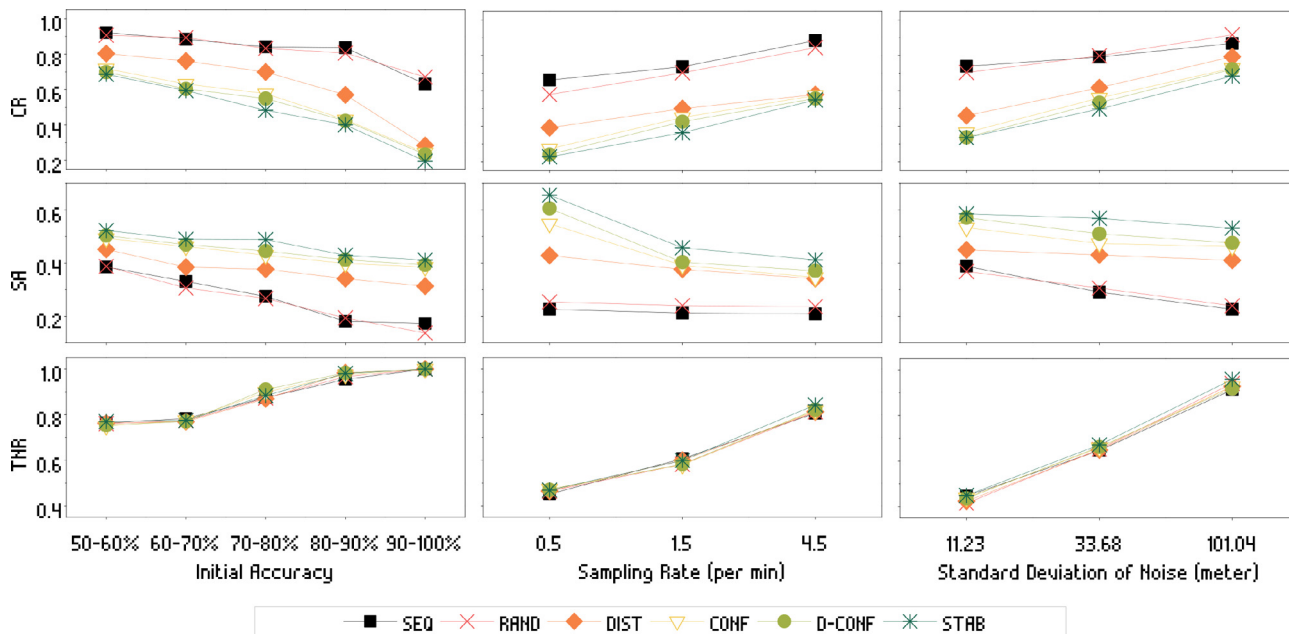 CR
1.0
0.8
0.6
0.4
0.2
SA
0.6
0.4
0.2
TNR
1.0
0.8
0.6
0.4
50-60% 60-70% 70-80% 80-90% 90-100%
Initial Accuracy
0.5 1.5 4.5
Sampling Rate (per min)
11.23 33.68 101.04
Standard Deviation of Noise (meter)
SEQ RAND DIST CONF D-CONF STAB